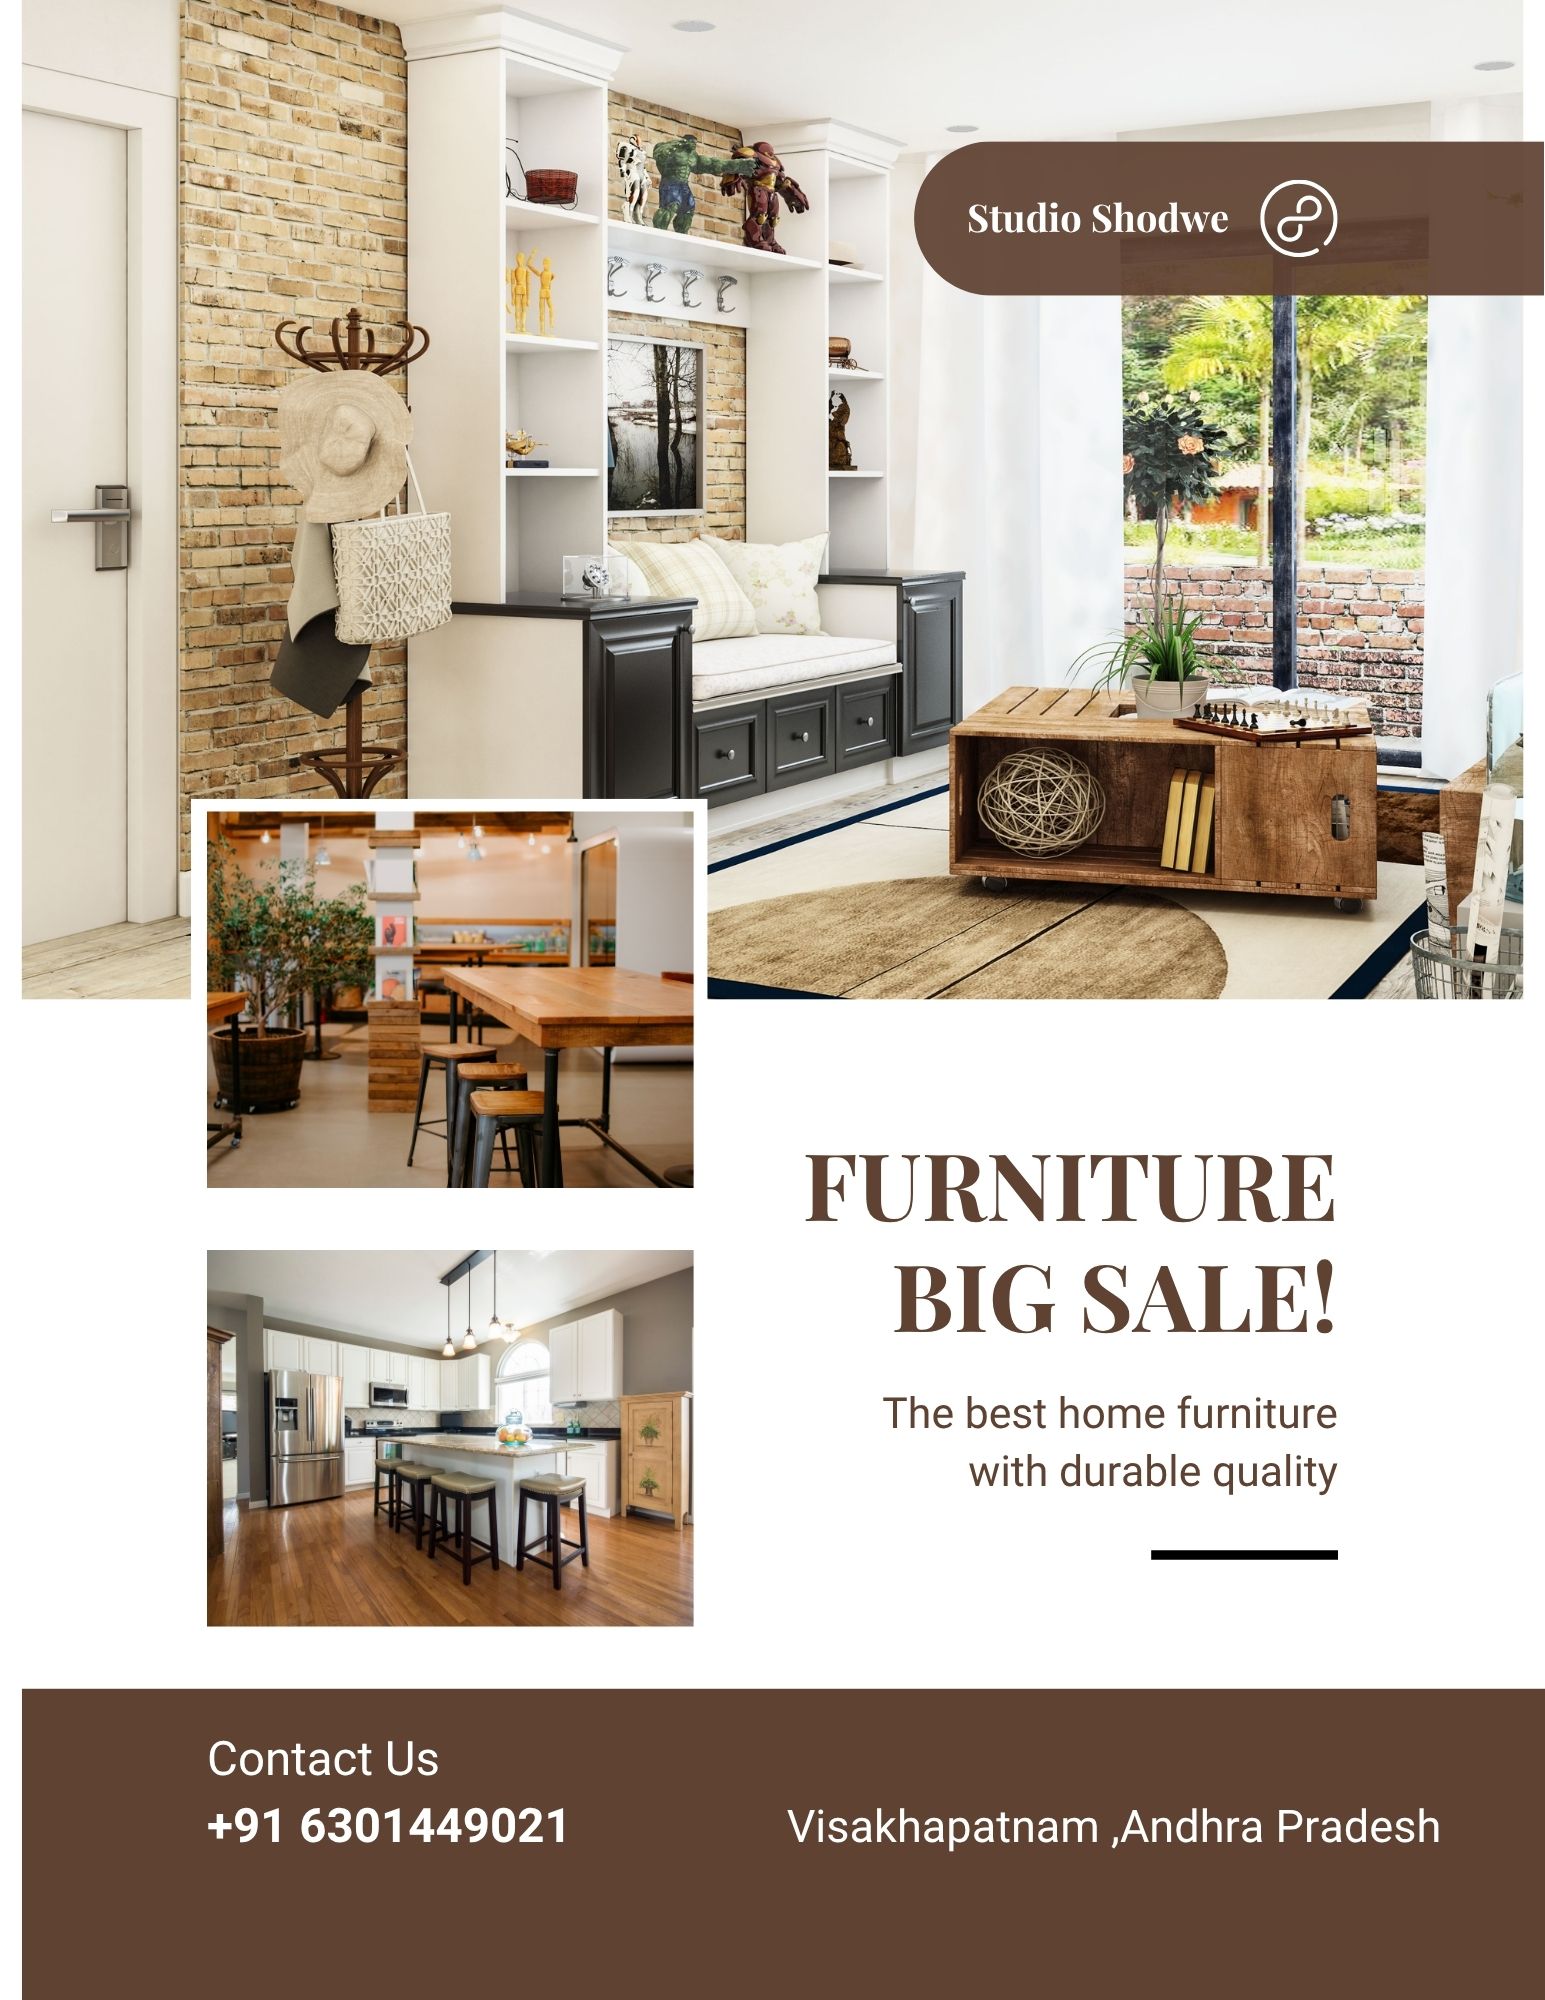 Studio Shodwe
FURNITURE
BIG SALE!
The best home furniture
with durable quality
Contact Us
+91 6301449021
Visakhapatnam ,Andhra Pradesh